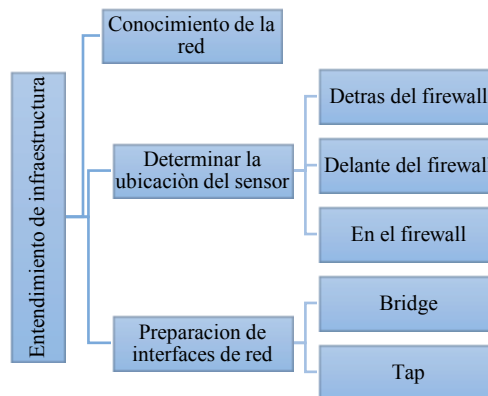 Entendimiento de infraestructura
Conocimiento de la
red
Determinar la
ubicaciòn del sensor
Detras del firewall
Delante del firewall
En el firewall
Preparacion de
interfaces de red
Bridge
Tap